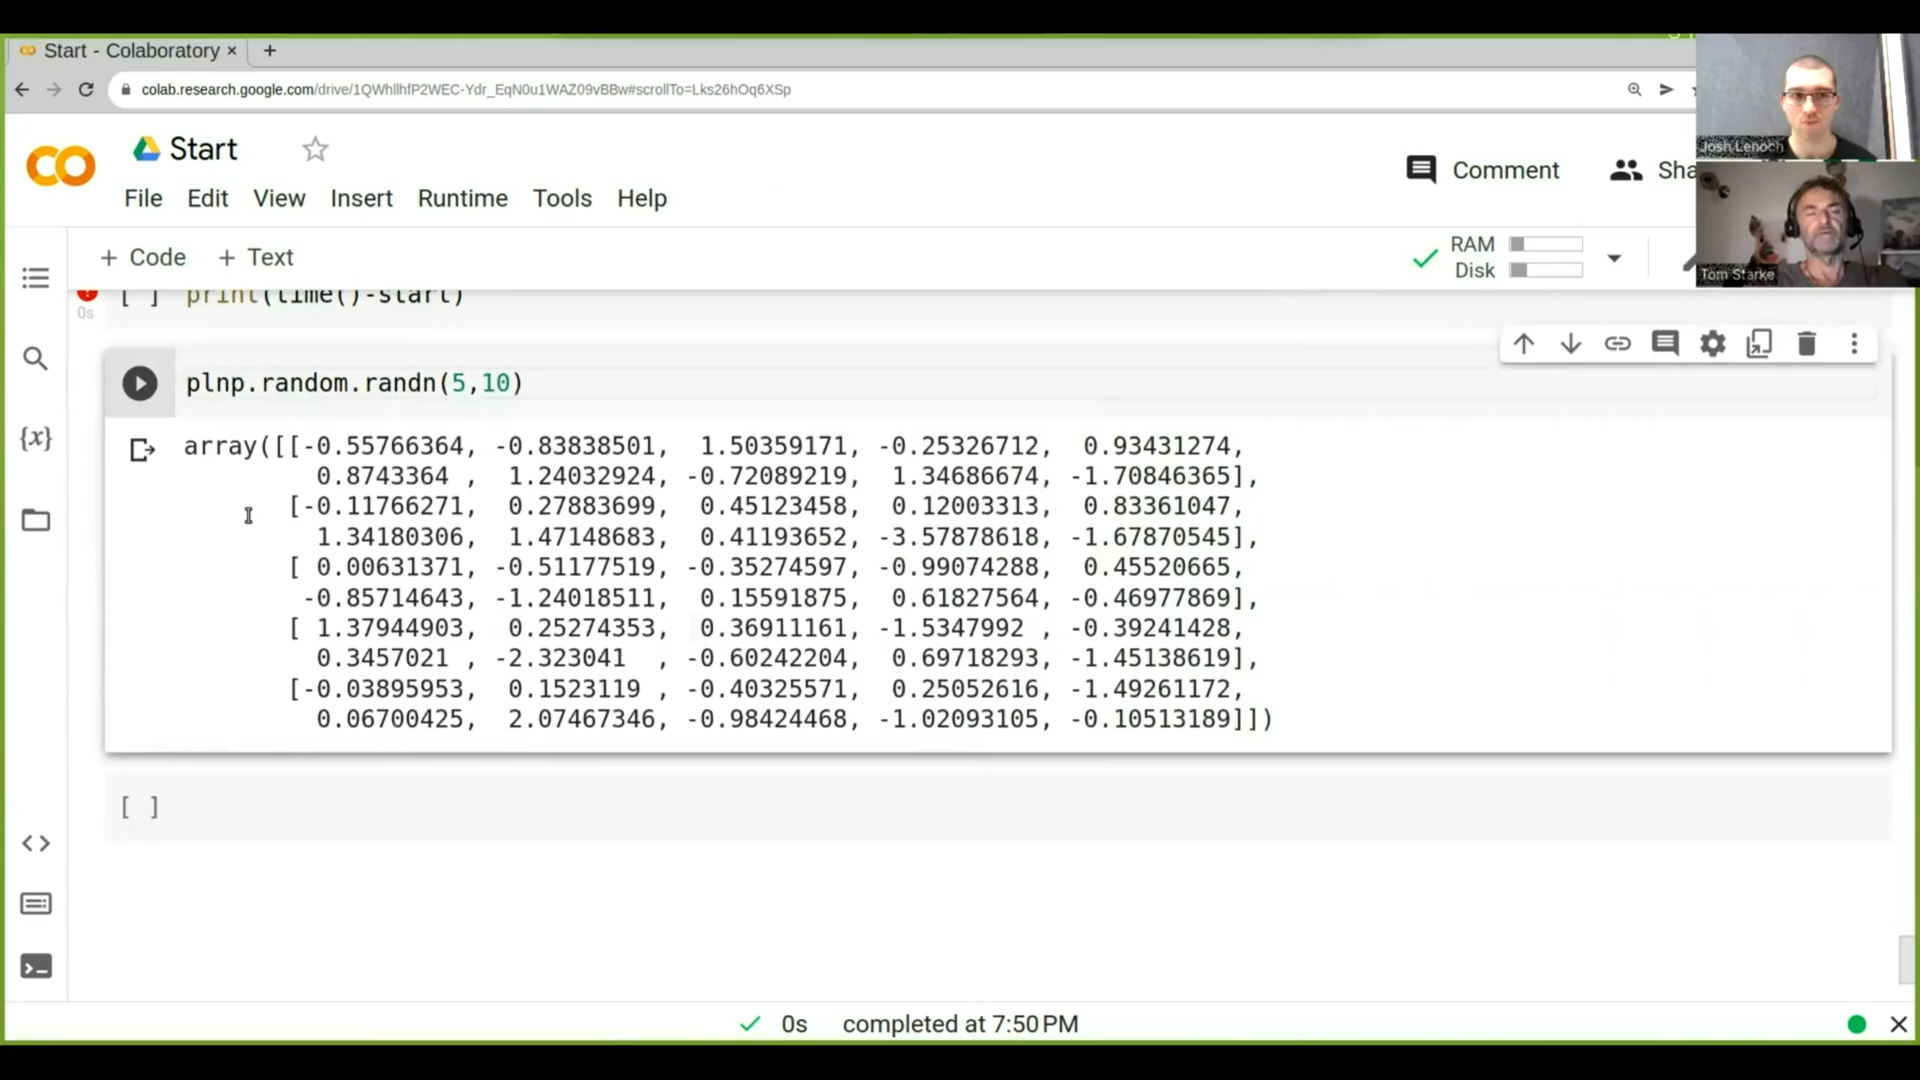 Start - Colaboratory
colab.research.google.com/drive/1QWhllhfP2WEC-Ydr_EqN0u1WAZ09vBBw#scrollTo=Lks26hOq6XSp
Start
Comment
Sha
File Edit View Insert Runtime Tools Help
+ Code + Text
RAM
Disk
Josh Lenoch
Tom Starke
[ ] print(time()-start)
0s
plnp.random.randn(5,10)
array([[-0.55766364, -0.83838501, 1.50359171, -0.25326712, 0.93431274,
0.8743364 , 1.24032924, -0.72089219, 1.34686674, -1.70846365],
[-0.11766271, 0.27883699, 0.45123458, 0.12003313, 0.83361047,
1.34180306, 1.47148683, 0.41193652, -3.57878618, -1.67870545],
[ 0.00631371, -0.51177519, -0.35274597, -0.99074288, 0.45520665,
-0.85714643, -1.24018511, 0.15591875, 0.61827564, -0.46977869],
[ 1.37944903, 0.25274353, 0.36911161, -1.5347992 , -0.39241428,
0.3457021 , -2.323041 , -0.60242204, 0.69718293, -1.45138619],
[-0.03895953, 0.1523119 , -0.40325571, 0.25052616, -1.49261172,
0.06700425, 2.07467346, -0.98424468, -1.02093105, -0.10513189]])
[ ]
{x}
0s completed at 7:50 PM